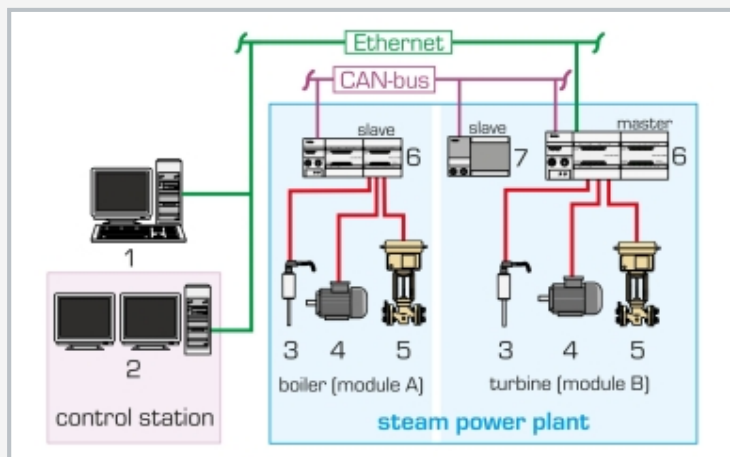 Ethernet
CAN-bus
slave
6
slave
7
master
6
1
2
control station
3 4 5
boiler (module A)
3 4 5
turbine (module B)
steam power plant